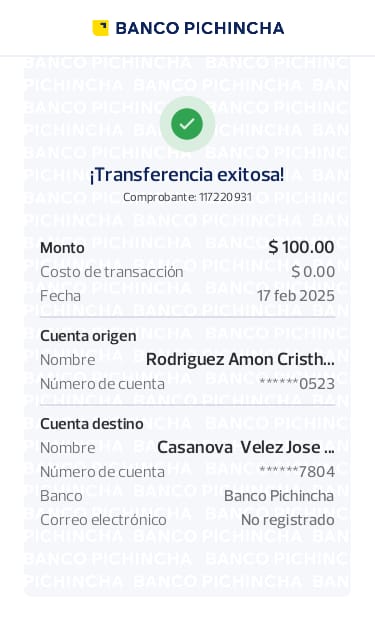 BANCO PICHINCHA
¡Transferencia exitosa!
Comprobante: 117220931
Monto $ 100.00
Costo de transacción $ 0.00
Fecha 17 feb 2025
Cuenta origen
Nombre Rodriguez Amon Cristh...
Número de cuenta ******0523
Cuenta destino
Nombre Casanova Velez Jose ...
Número de cuenta ******7804
Banco Banco Pichincha
Correo electrónico No registrado